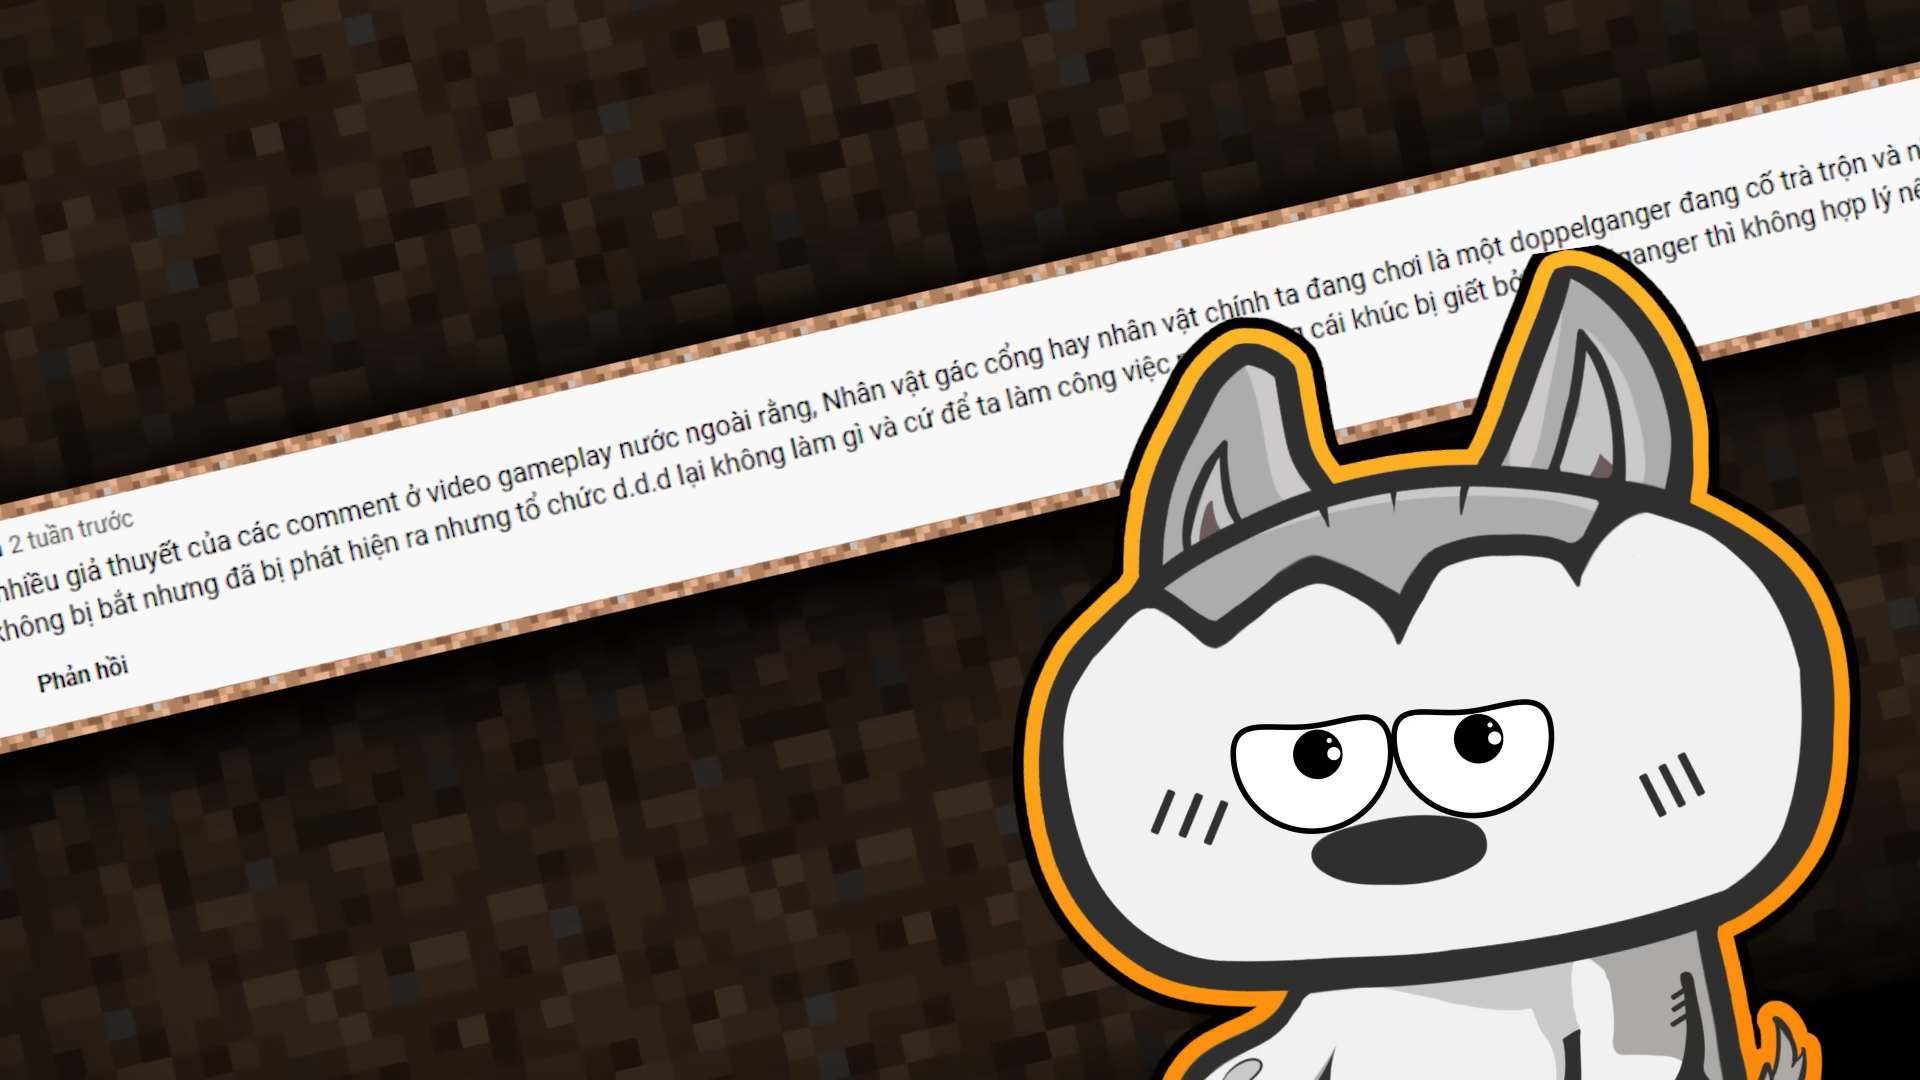 2 tuần trước
nhiều giả thuyết của các comment ở video gameplay nước ngoài rằng, Nhân vật gác cổng hay nhân vật chính ta đang chơi là một doppelganger đang cố trà trộn và
không bị bắt nhưng đã bị phát hiện ra nhưng tổ chức d.d.d lại không làm gì và cứ để ta làm công việc cái khúc bị giết bở ganger thì không hợp lý
Phản hồi